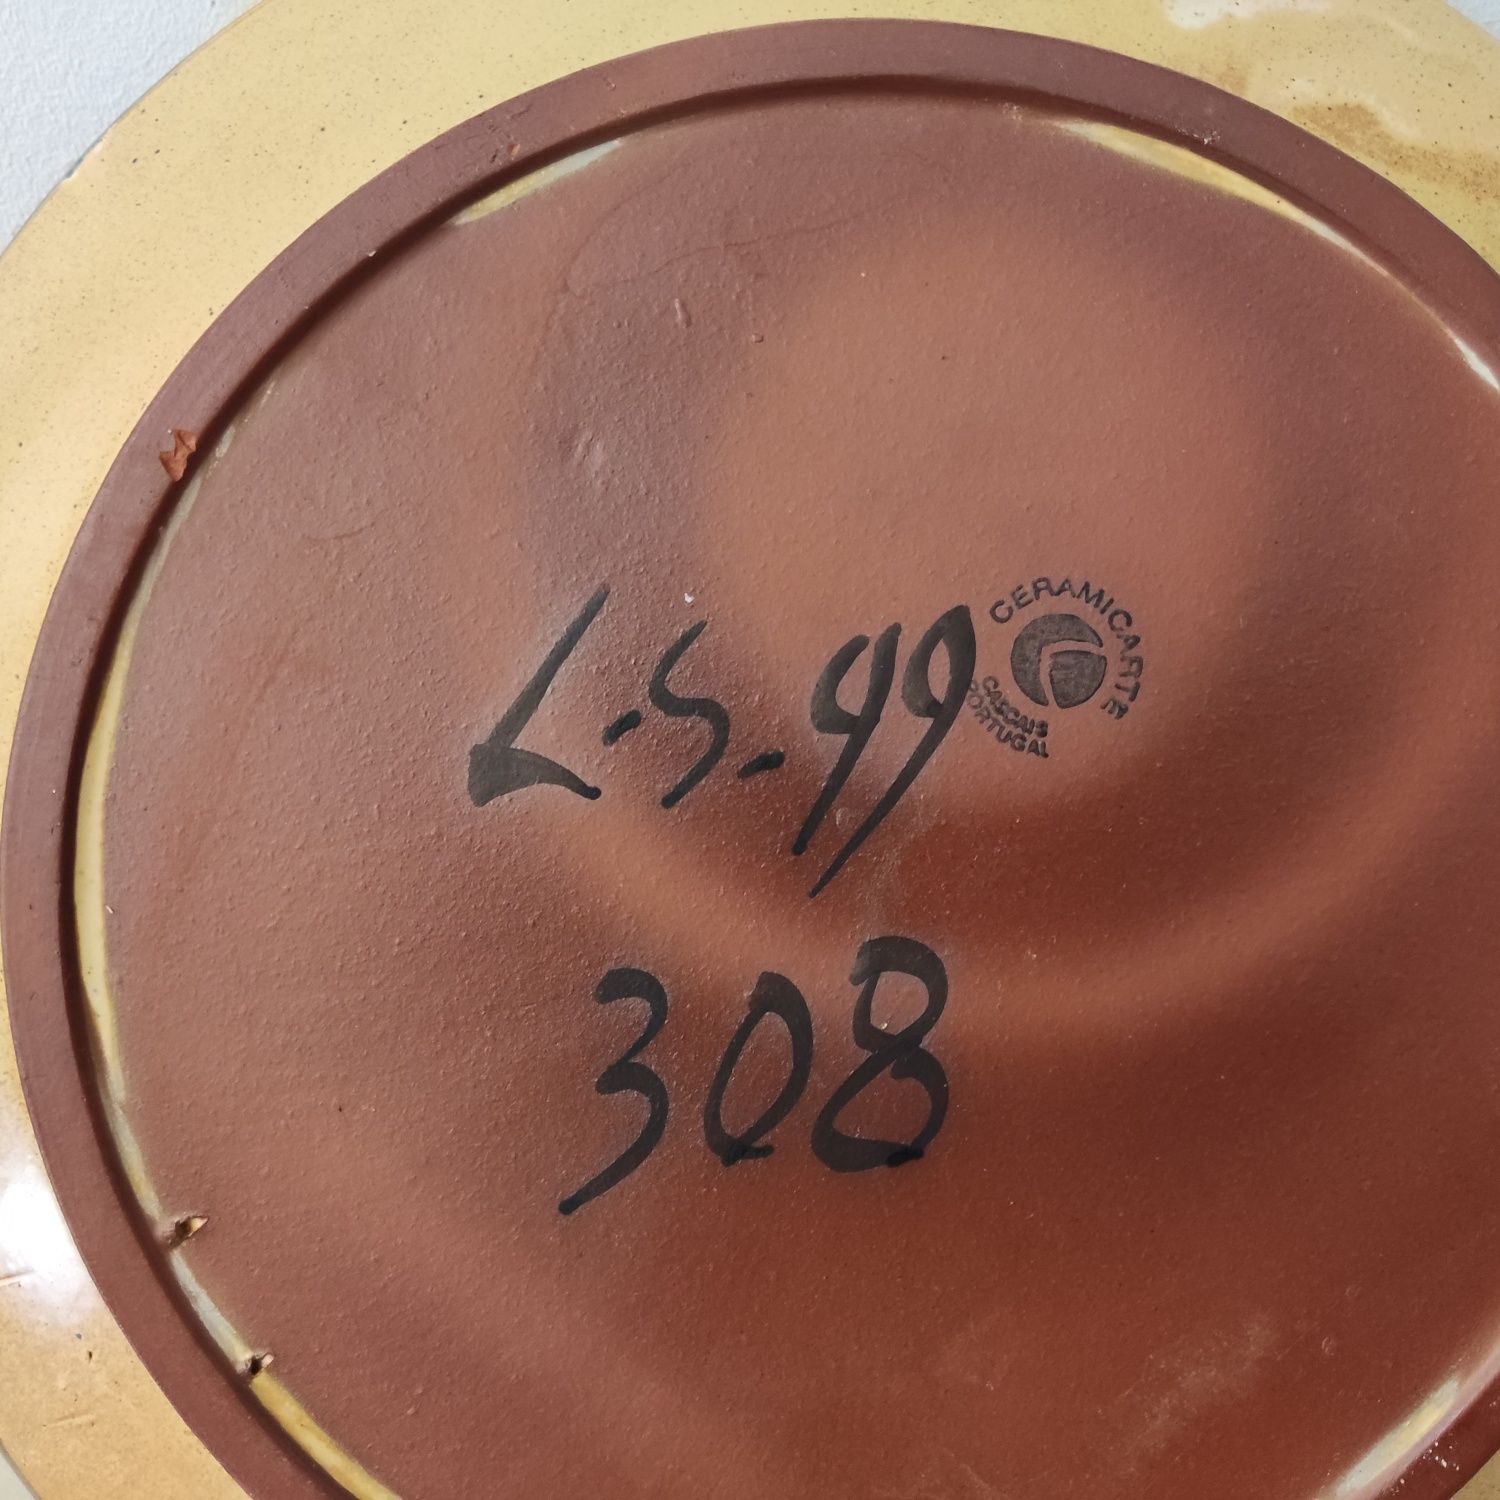 L-S-99
308
CERAMICARTE
CASCAIS
PORTUGAL